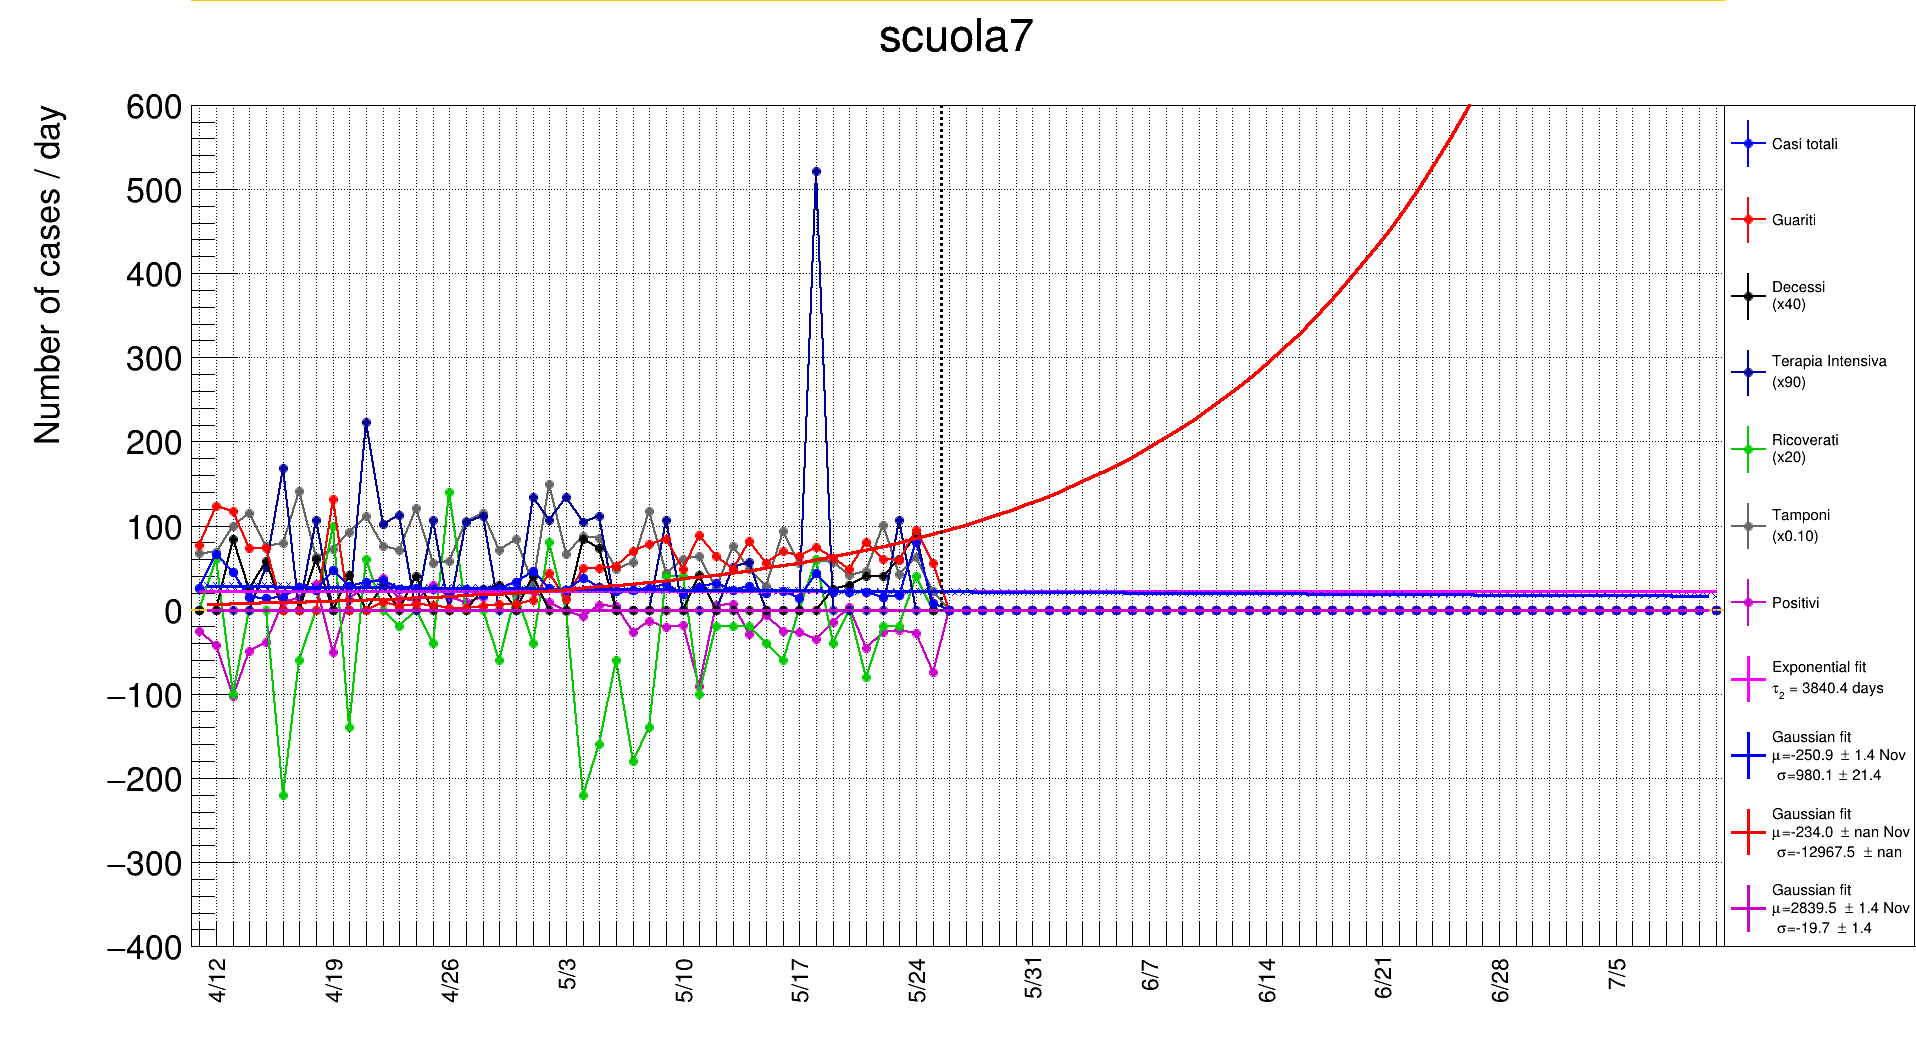 scuola7
Number of cases / day
600
500
400
300
200
100
0
−100
−200
−300
−400
4/12
4/19
4/26
5/3
5/10
5/17
5/24
5/31
6/7
6/14
6/21
6/28
7/5
Casi totali
Guariti
Decessi
(x40)
Terapia Intensiva
(x90)
Ricoverati
(x20)
Tamponi
(x0.10)
Positivi
Exponential fit
τ2 = 3840.4 days
Gaussian fit
μ=-250.9 ± 1.4 Nov
σ=980.1 ± 21.4
Gaussian fit
μ=-234.0 ± nan Nov
σ=-12967.5 ± nan
Gaussian fit
μ=2839.5 ± 1.4 Nov
σ=-19.7 ± 1.4